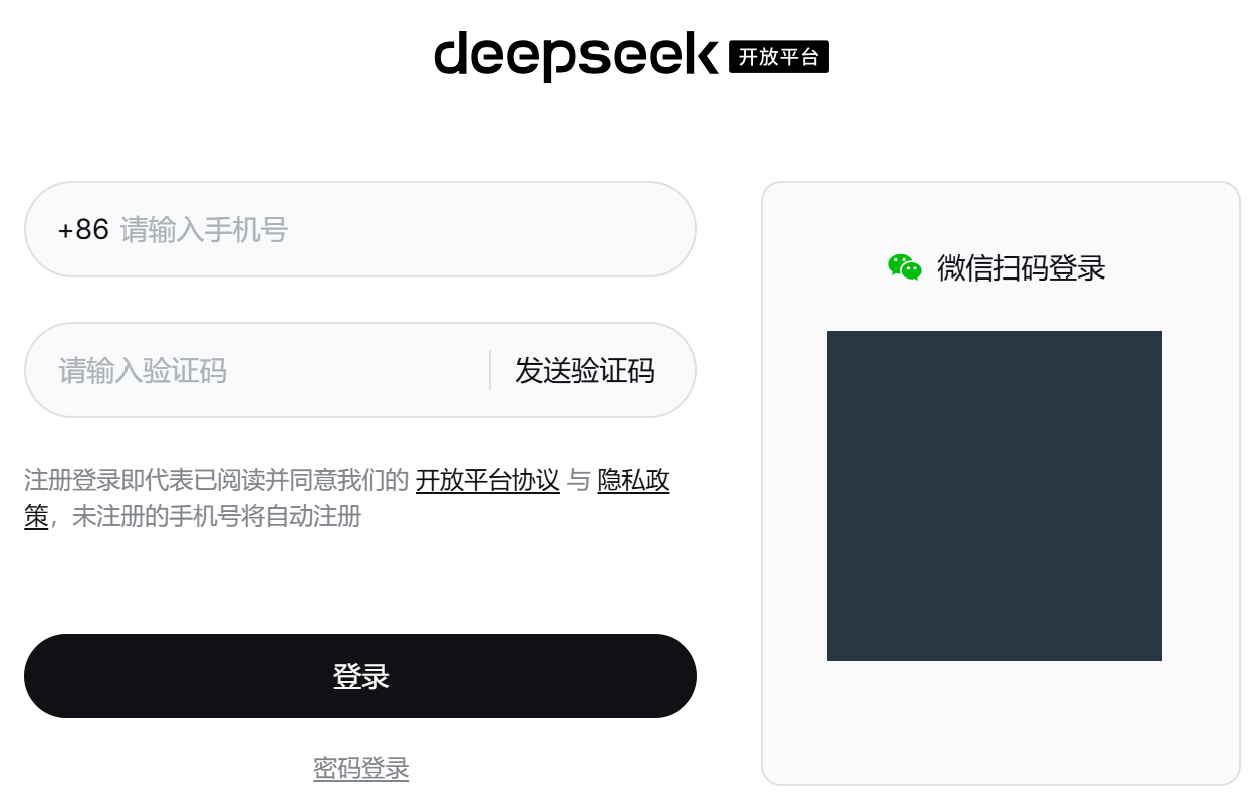 deepseek 开放平台
+86 请输入手机号
请输入验证码 发送验证码
注册登录即代表已阅读并同意我们的 开放平台协议 与 隐私政
策，未注册的手机号将自动注册
登录
密码登录
微信扫码登录